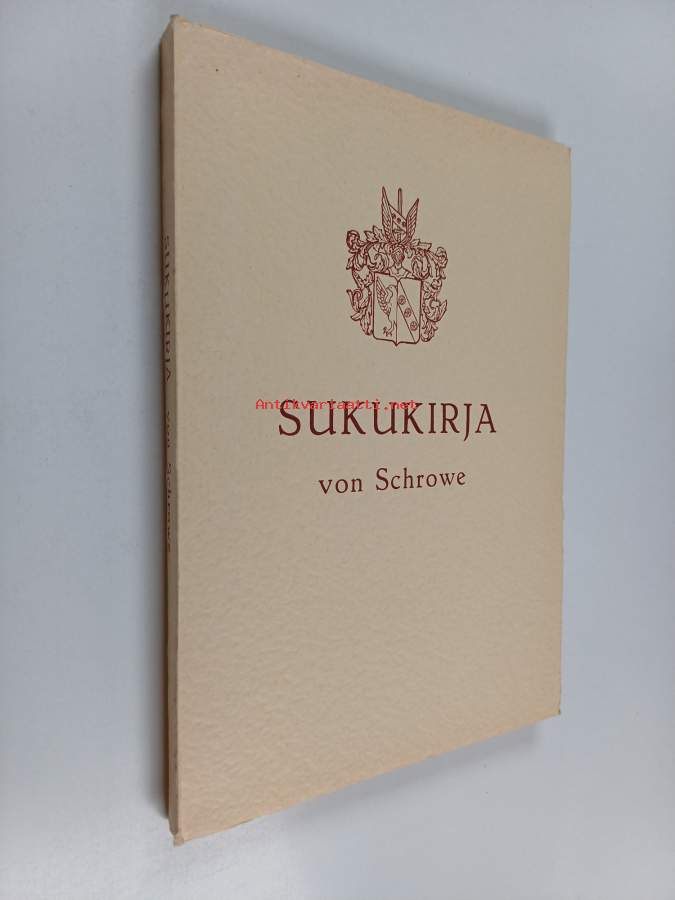 SUKUKIRJA
von Schrowe
SUKUKIRJA von Schrowe
Antikvariaatti.net